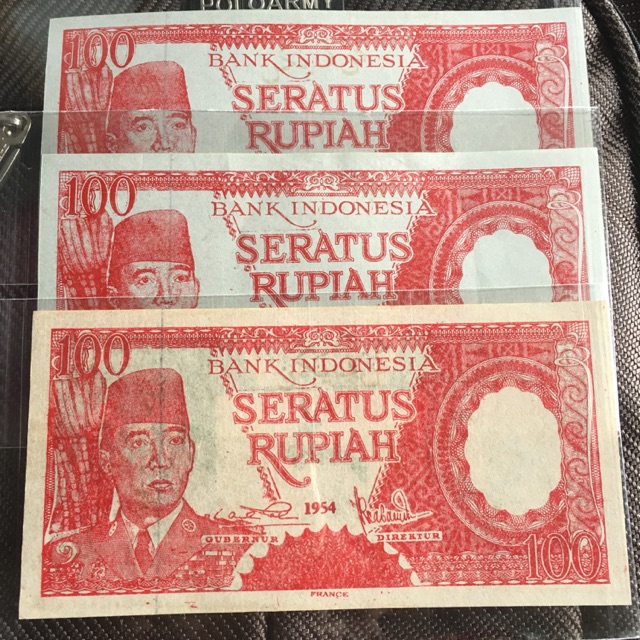 POLOARMY
100
BANK INDONESIA
SERATUS
RUPIAH
100
BANK INDONESIA
SERATUS
RUPIAH
100
BANK INDONESIA
SERATUS
RUPIAH
1954
GUBERNUR DIREKTUR
100
FRANCE